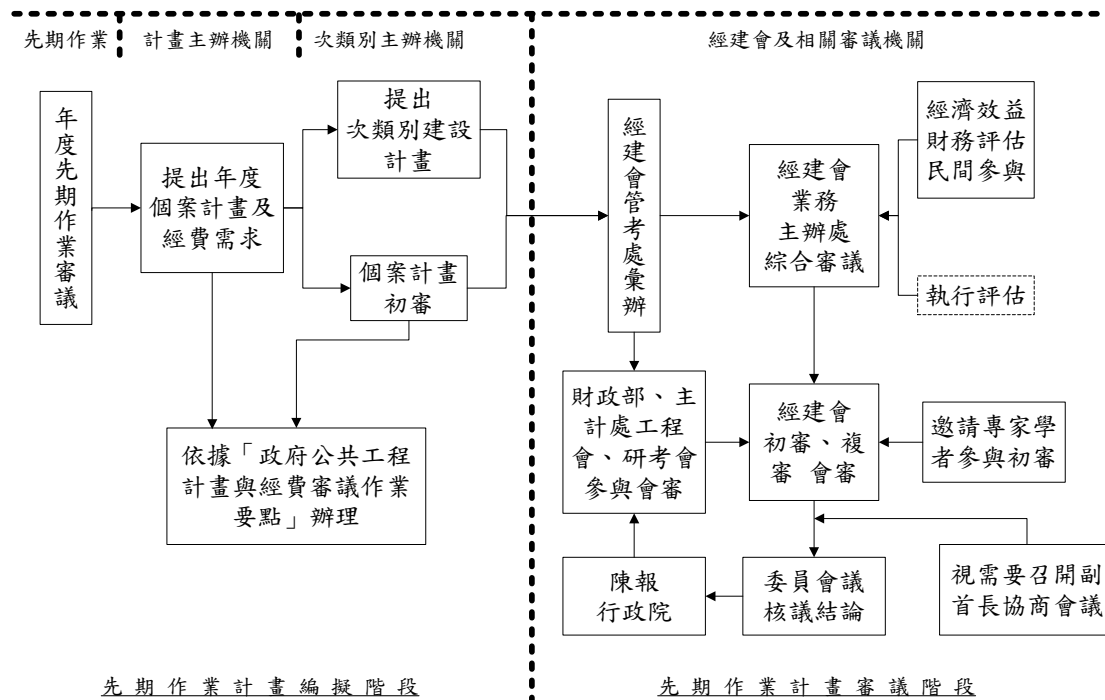 先期作業
計畫主辦機關
次類別主辦機關
經建會及相關審議機關
年度先期作業審議
提出年度
個案計畫及
經費需求
提出
次類別建設
計畫
個案計畫
初審
依據「政府公共工程
計畫與經費審議作業
要點」辦理
經建會管考處彙辦
經建會
業務
主辦處
綜合審議
經濟效益
財務評估
民間參與
執行評估
財政部、主
計處工程
會、研考會
參與會審
經建會
初審、複
審 會審
邀請專家學
者參與初審
陳報
行政院
委員會議
核議結論
視需要召開副
首長協商會議
先期作業計畫編擬階段
先期作業計畫審議階段